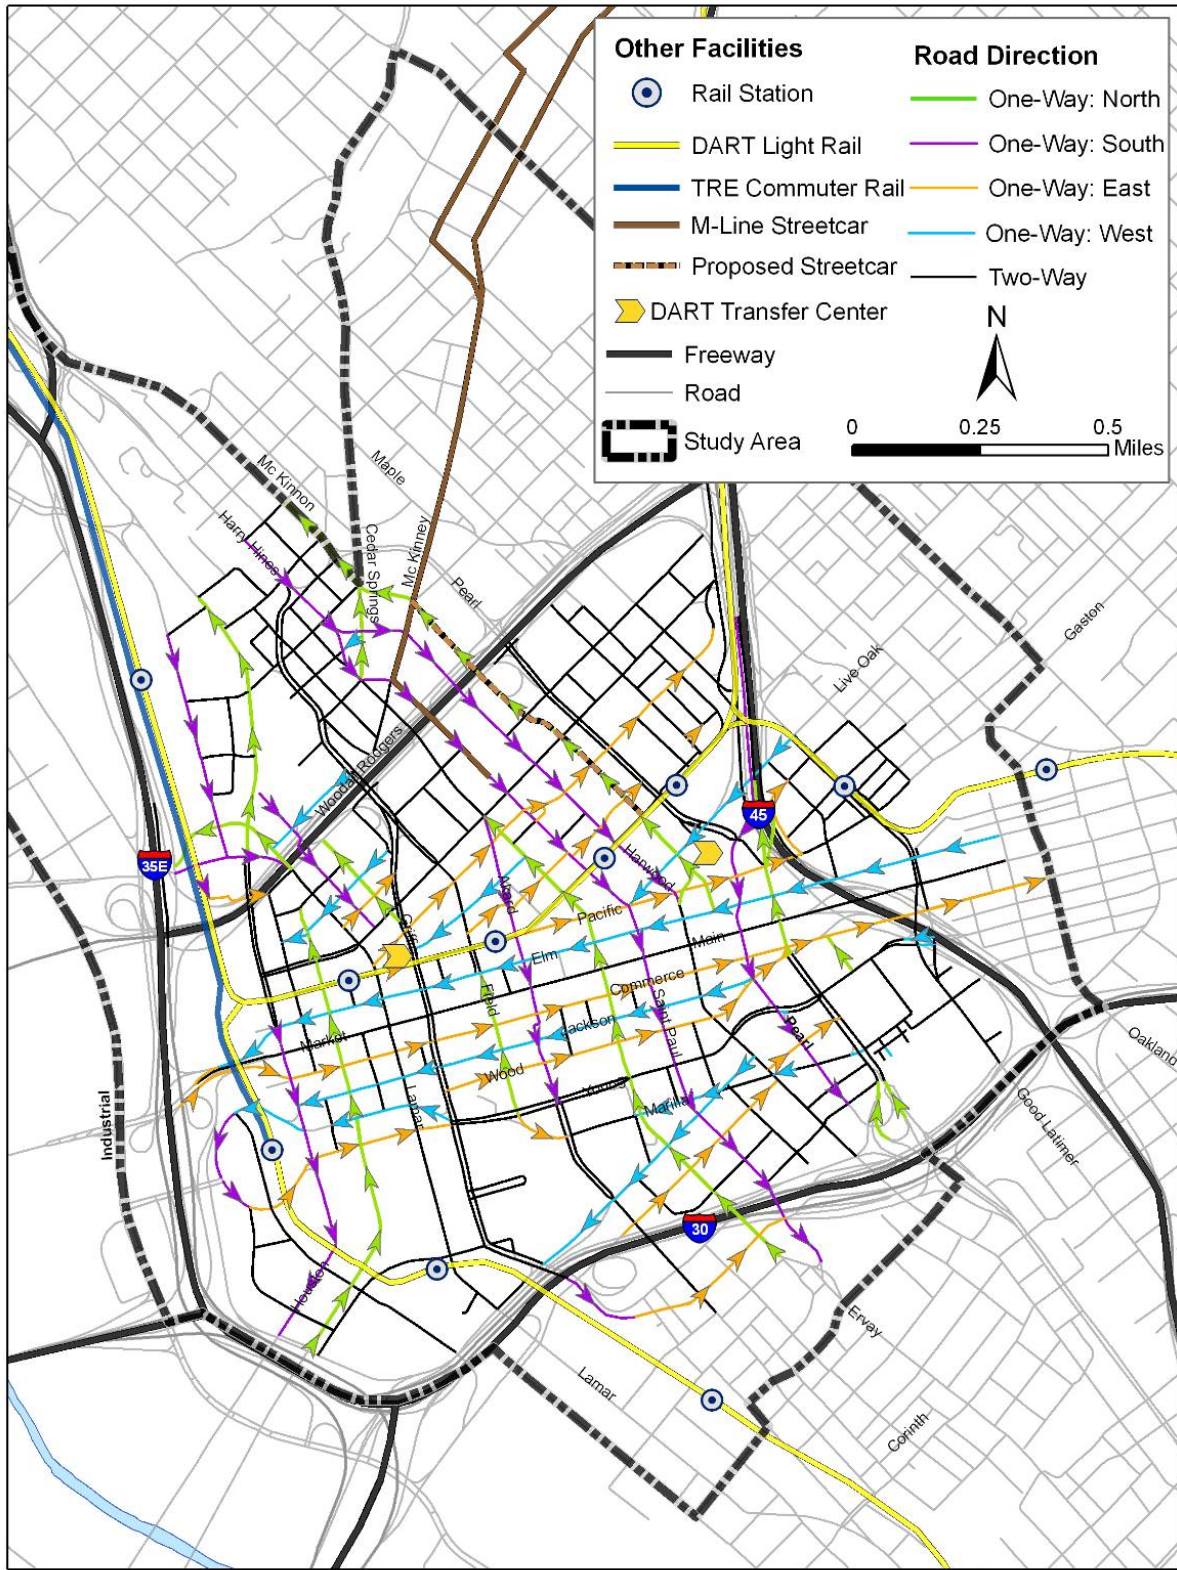 Other Facilities
Rail Station
DART Light Rail
TRE Commuter Rail
M-Line Streetcar
Proposed Streetcar
DART Transfer Center
Freeway
Road
Study Area
Road Direction
One-Way: North
One-Way: South
One-Way: East
One-Way: West
Two-Way
N
0 0.25 0.5
Miles
Mc Kinnon
Maple
Harry Hines
Cedar Springs
Mc Kinney
Pearl
Gaston
Live Oak
Woodall Rodgers
45
35E
Harwood
Akard
Pacific
Griffin
Elm
Main
Field
Commerce
Saint Paul
Jackson
Market
Pearl
Wood
Young
Lamar
Marilla
Industrial
Oakland
Good Latimer
30
Houston
Ervay
Lamar
Corinth